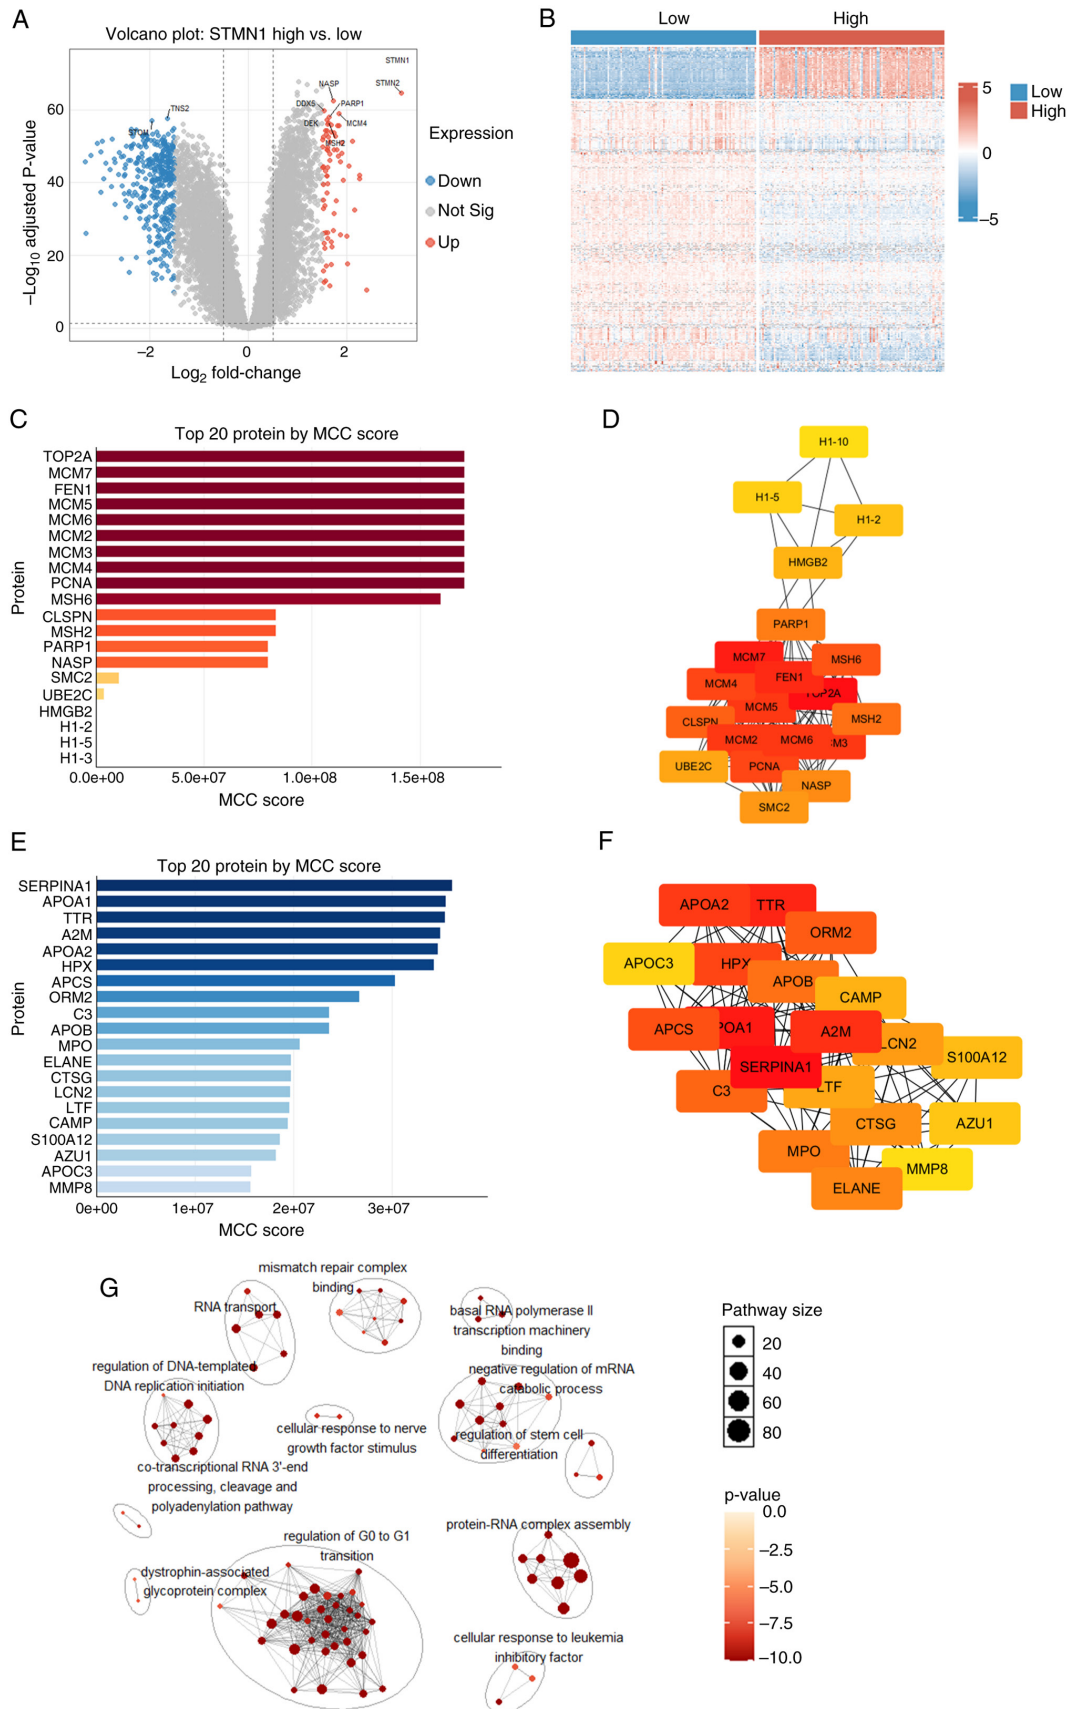 A
Volcano plot: STMN1 high vs. low
STMN1
STMN2
NASP
DDX5
PARP1
DEK
MCM4
MSH2
TNS2
STOM
60
40
20
0
−2
0
2
–Log10 adjusted P-value
Log2 fold-change
Expression
Down
Not Sig
Up
B
Low
High
5
0
−5
Low
High
C
Top 20 protein by MCC score
TOP2A
MCM7
FEN1
MCM5
MCM6
MCM2
MCM3
MCM4
PCNA
MSH6
CLSPN
MSH2
PARP1
NASP
SMC2
UBE2C
HMGB2
H1-2
H1-5
H1-3
Protein
0.0e+00
5.0e+07
1.0e+08
1.5e+08
MCC score
D
H1-10
H1-5
H1-2
HMGB2
PARP1
MCM7
MSH6
FEN1
MCM4
TOP2A
MCM5
CLSPN
MSH2
MCM2
MCM6
M3
UBE2C
PCNA
NASP
SMC2
E
Top 20 protein by MCC score
SERPINA1
APOA1
TTR
A2M
APOA2
HPX
APCS
ORM2
C3
APOB
MPO
ELANE
CTSG
LCN2
LTF
CAMP
S100A12
AZU1
APOC3
MMP8
Protein
0e+00
1e+07
2e+07
3e+07
MCC score
F
APOA2
TTR
ORM2
APOC3
HPX
APOB
CAMP
APCS
POA1
A2M
LCN2
S100A12
SERPINA1
C3
LTF
CTSG
AZU1
MPO
MMP8
ELANE
G
mismatch repair complex
binding
RNA transport
basal RNA polymerase II
transcription machinery
binding
regulation of DNA-templated
DNA replication initiation
negative regulation of mRNA
catabolic process
cellular response to nerve
growth factor stimulus
regulation of stem cell
differentiation
co-transcriptional RNA 3'-end
processing, cleavage and
polyadenylation pathway
regulation of G0 to G1
transition
protein-RNA complex assembly
dystrophin-associated
glycoprotein complex
cellular response to leukemia
inhibitory factor
Pathway size
20
40
60
80
p-value
0.0
−2.5
−5.0
−7.5
−10.0